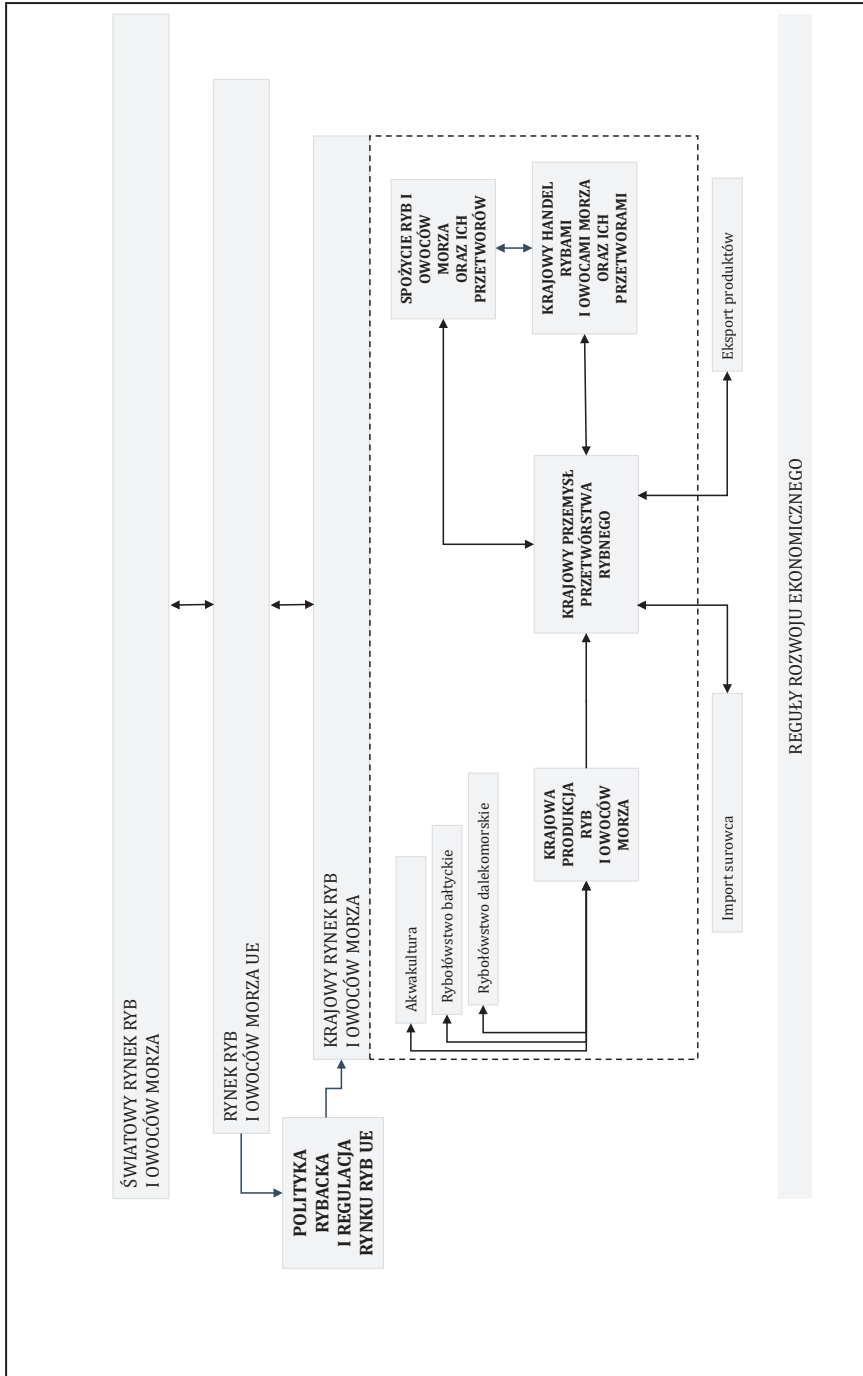 ŚWIATOWY RYNEK RYB
I OWOCÓW MORZA
RYNEK RYB
I OWOCÓW MORZA UE
POLITYKA
RYBACKA
I REGULACJA
RYNKU RYB UE
KRAJOWY RYNEK RYB
I OWOCÓW MORZA
Akwakultura
Rybołówstwo bałtyckie
Rybołówstwo dalekomorskie
KRAJOWA
PRODUKCJA
RYB
I OWOCÓW
MORZA
KRAJOWY PRZEMYSŁ
PRZETWÓRSTWA
RYBNEGO
SPOŻYCIE RYB I
OWOCÓW
MORZA
ORAZ ICH
PRZETWORÓW
KRAJOWY HANDEL
RYBAMI
I OWOCAMI MORZA
ORAZ ICH
PRZETWORAMI
Import surowca
Eksport produktów
REGUŁY ROZWOJU EKONOMICZNEGO